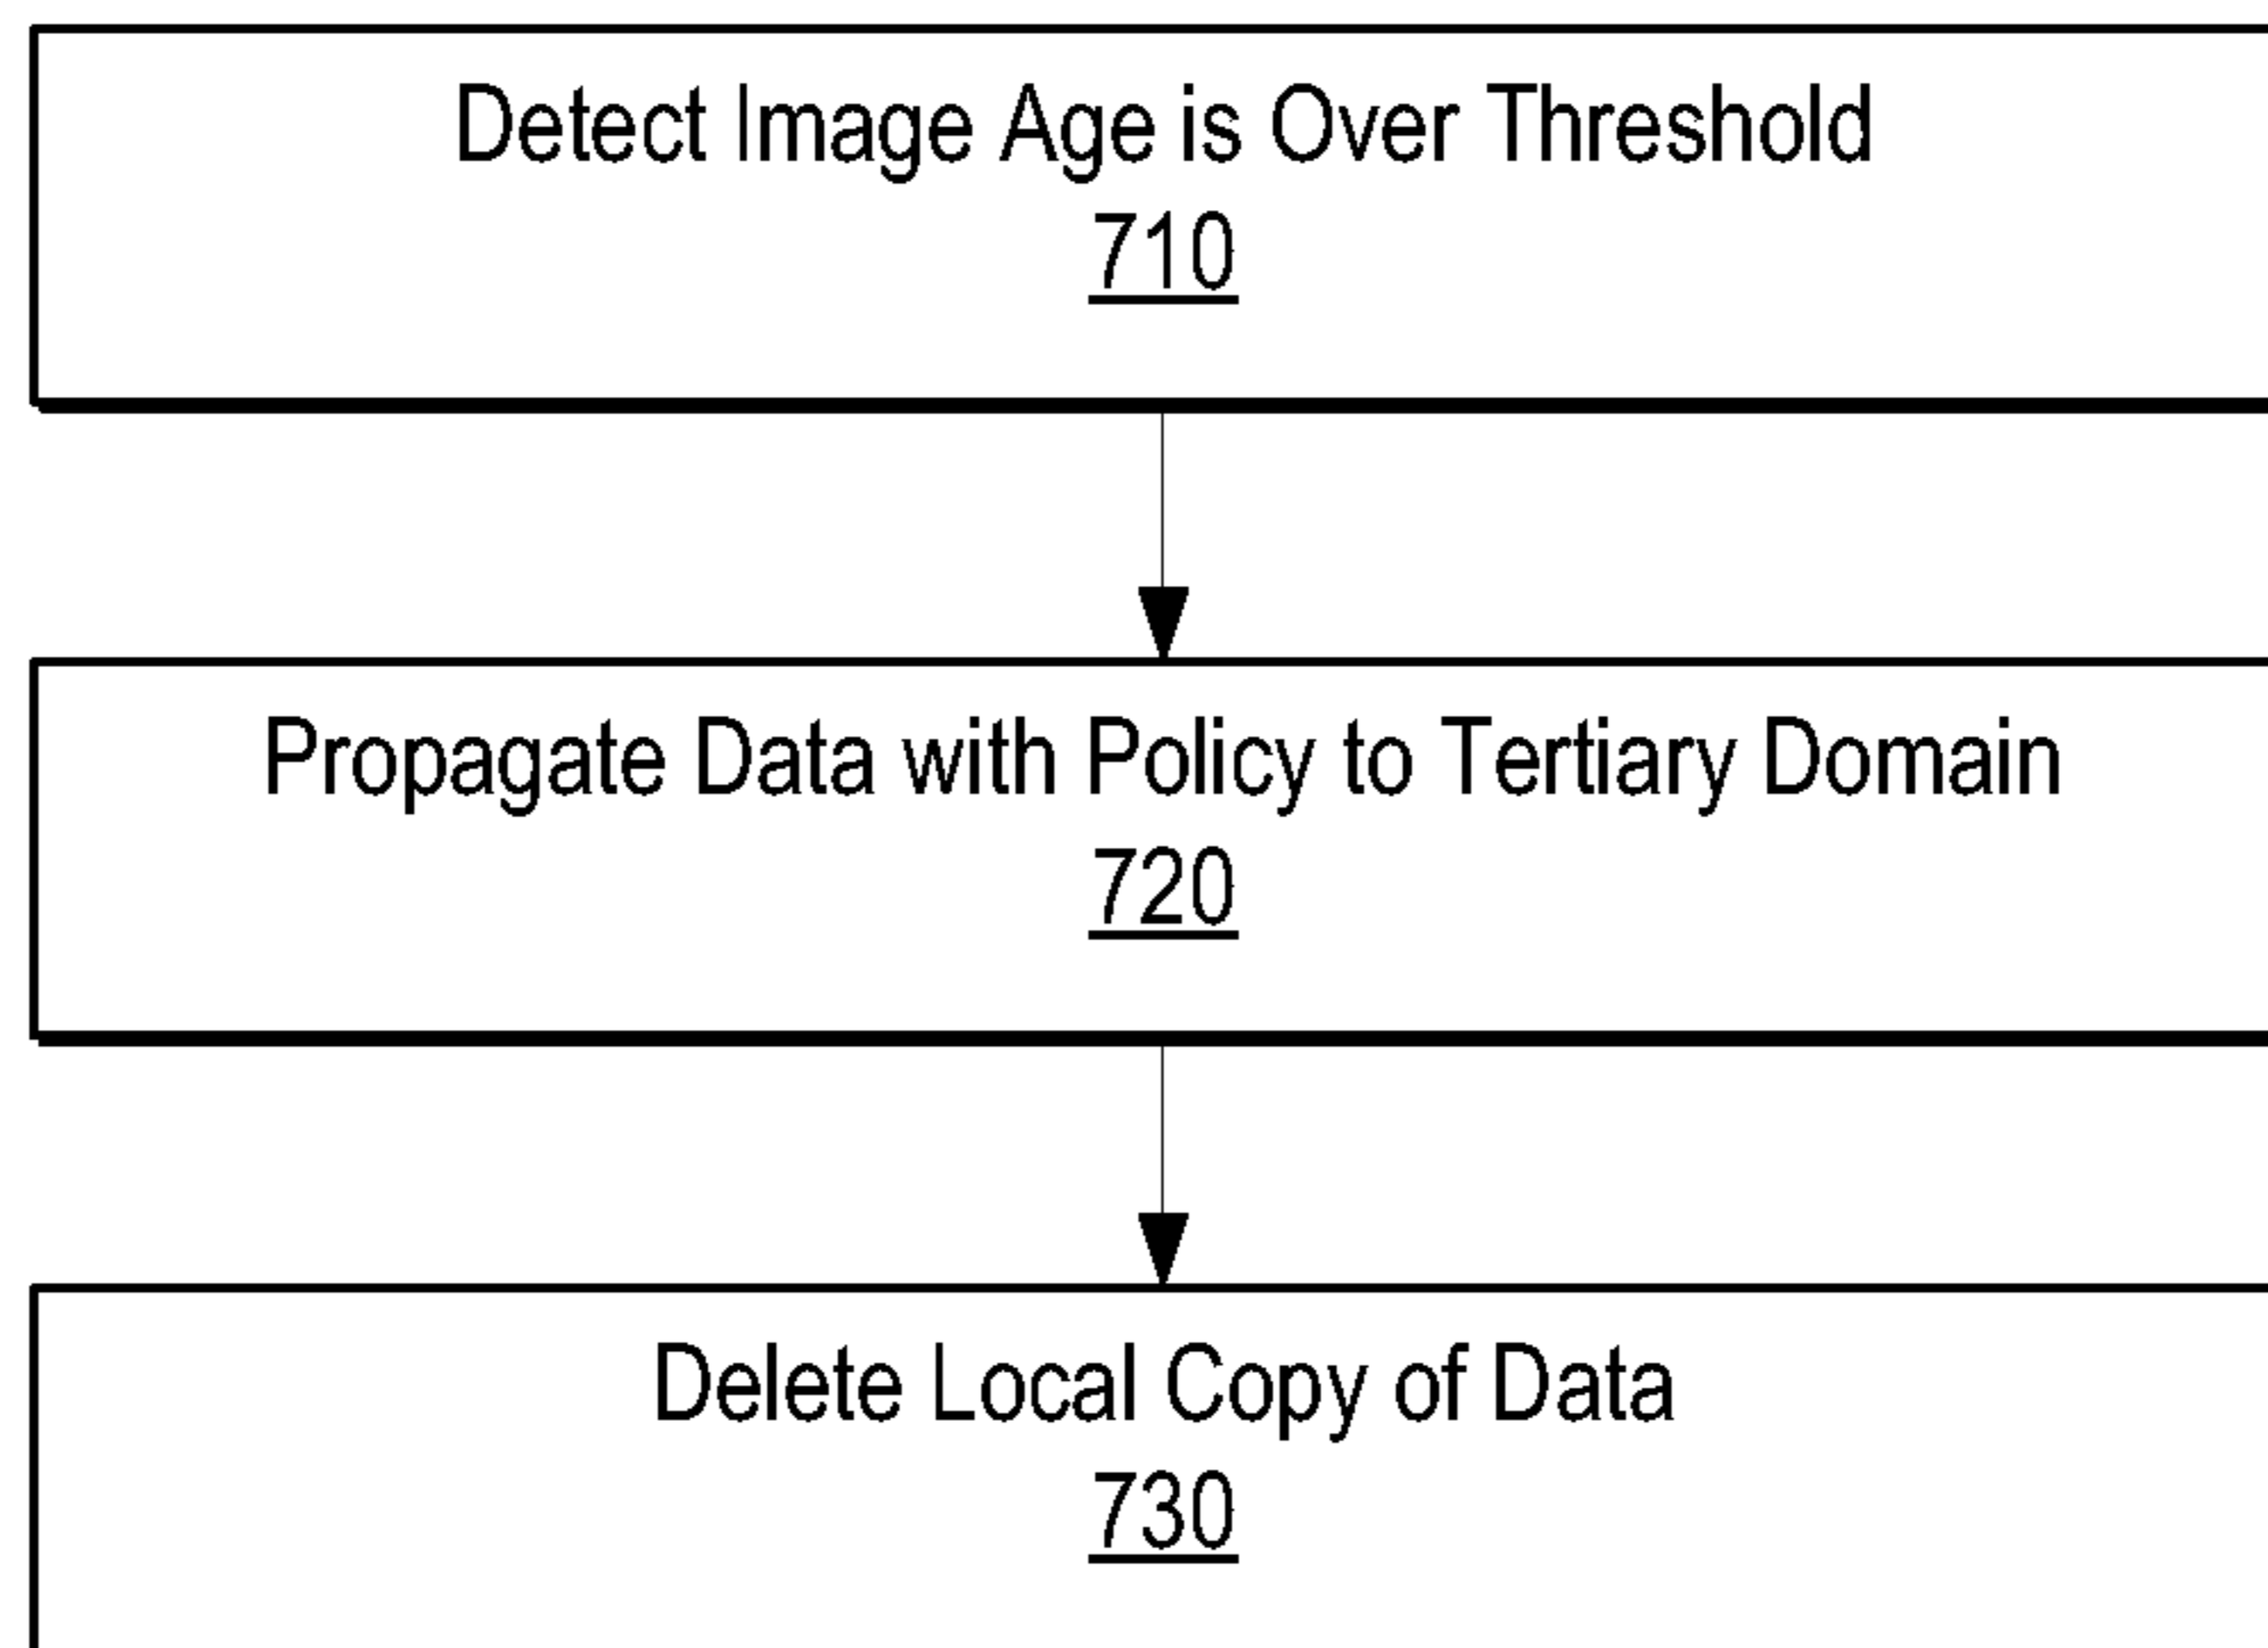 Detect Image Age is Over Threshold
710
Propagate Data with Policy to Tertiary Domain
720
Delete Local Copy of Data
730